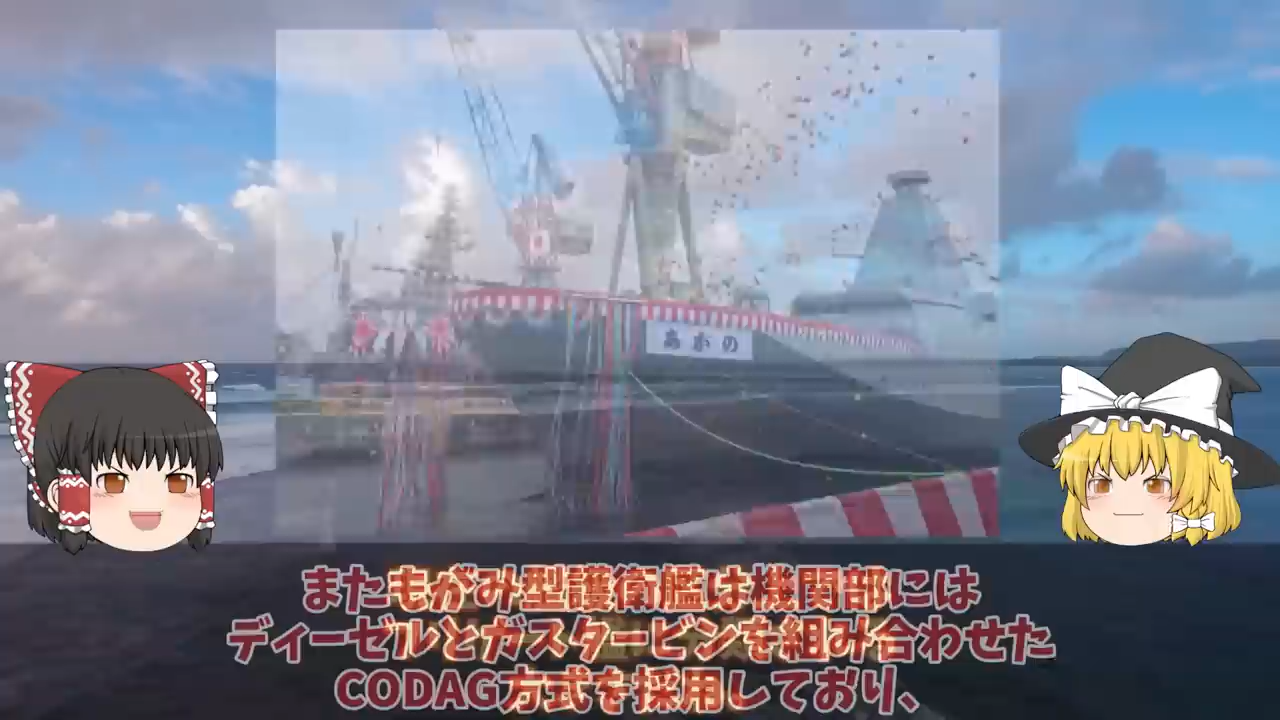 あがの
またもがみ型護衛艦は機関部には
ディーゼルとガスタービンを組み合わせた
CODAG方式を採用しており、